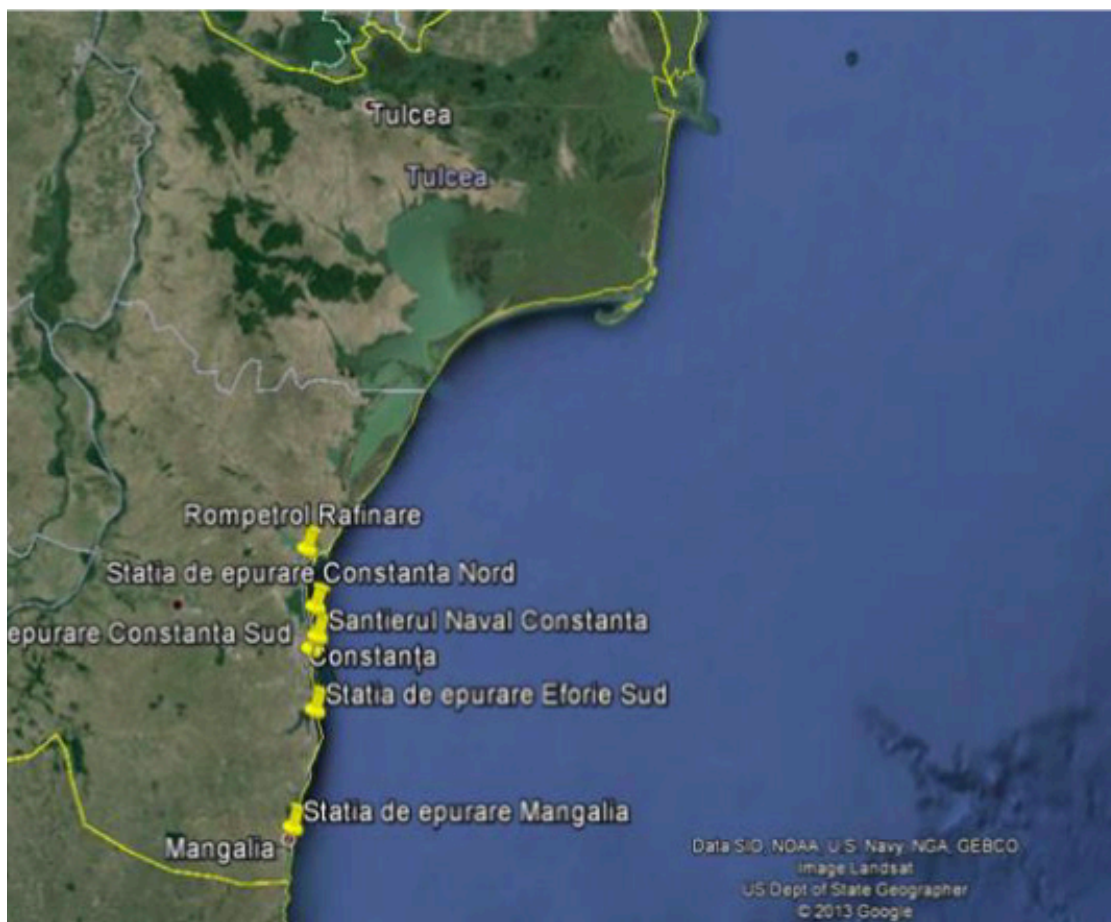 Tulcea
Tulcea
Rompetrol Rafinare
Statia de epurare Constanta Nord
Santierul Naval Constanta
epurare Constanta Sud
Constanţa
Statia de epurare Eforie Sud
Statia de epurare Mangalia
Mangalia
Data SIO, NOAA, U.S. Navy, NGA, GEBCO
Image Landsat
US Dept of State Geographer
© 2013 Google